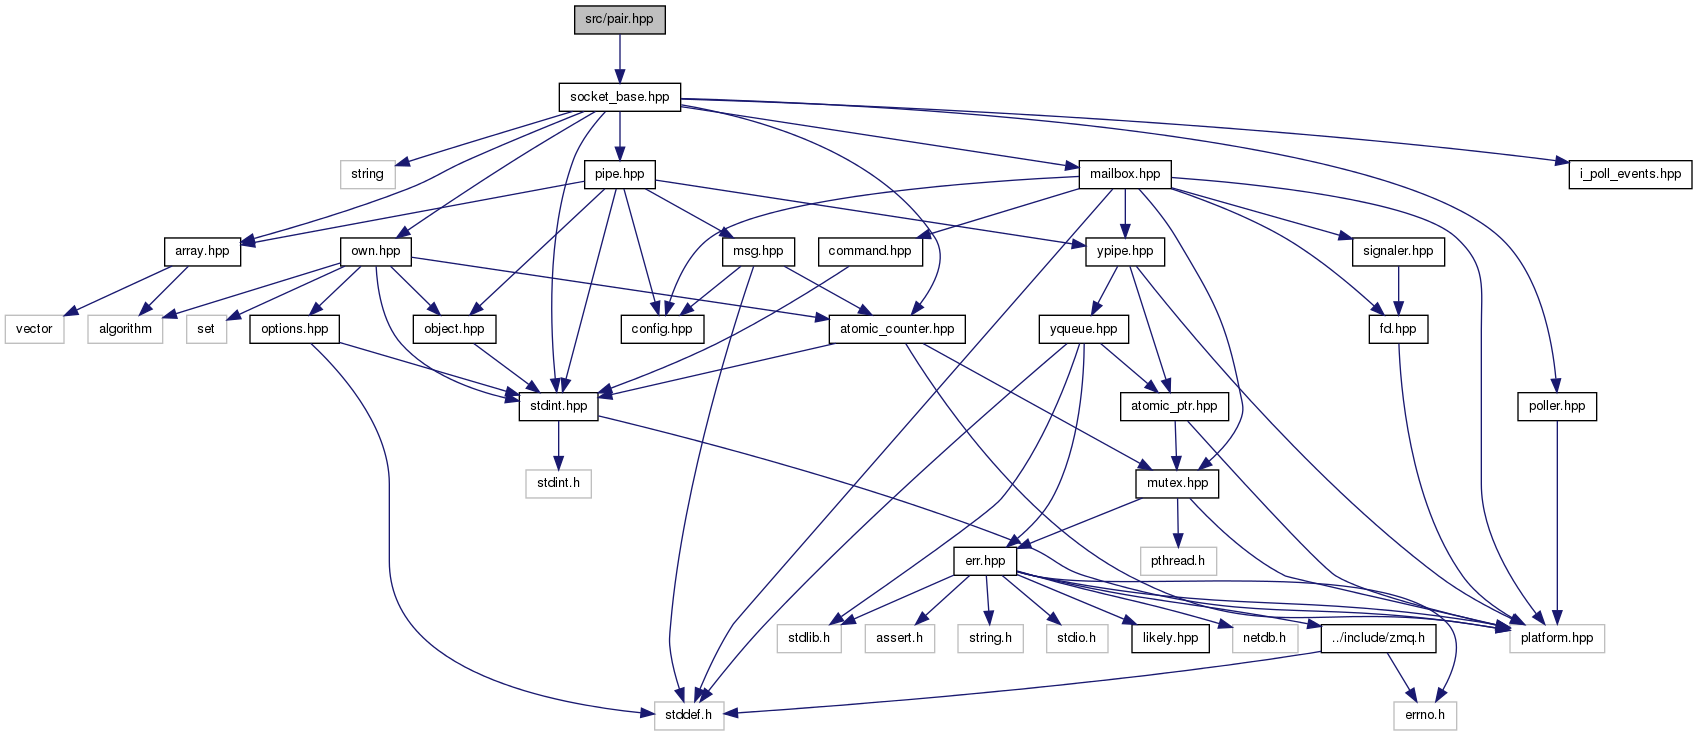 src/pair.hpp
socket_base.hpp
string
pipe.hpp
mailbox.hpp
i_poll_events.hpp
array.hpp
own.hpp
msg.hpp
command.hpp
ypipe.hpp
signaler.hpp
vector
algorithm
set
options.hpp
object.hpp
config.hpp
atomic_counter.hpp
yqueue.hpp
fd.hpp
stdint.hpp
atomic_ptr.hpp
poller.hpp
stdint.h
mutex.hpp
err.hpp
pthread.h
stdlib.h
assert.h
string.h
stdio.h
likely.hpp
netdb.h
../include/zmq.h
platform.hpp
stddef.h
errno.h